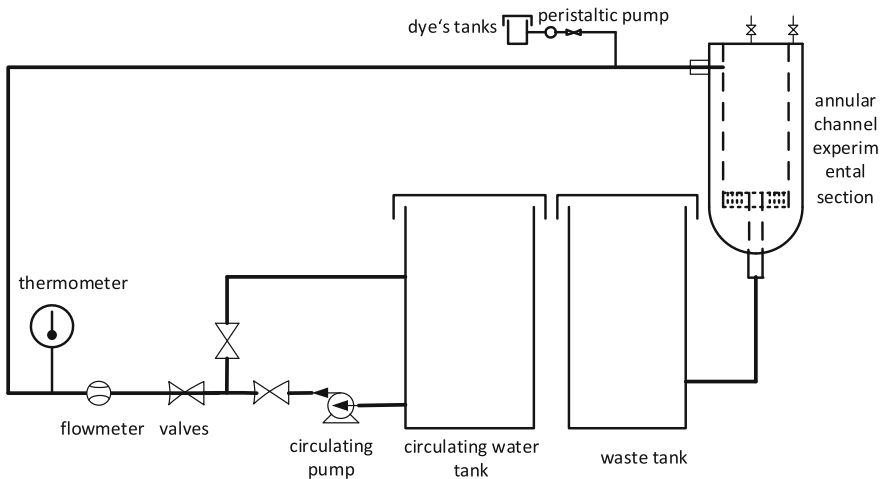 dye‘s tanks
peristaltic pump
annular
channel
experim
ental
section
thermometer
flowmeter
valves
circulating
pump
circulating water
tank
waste tank